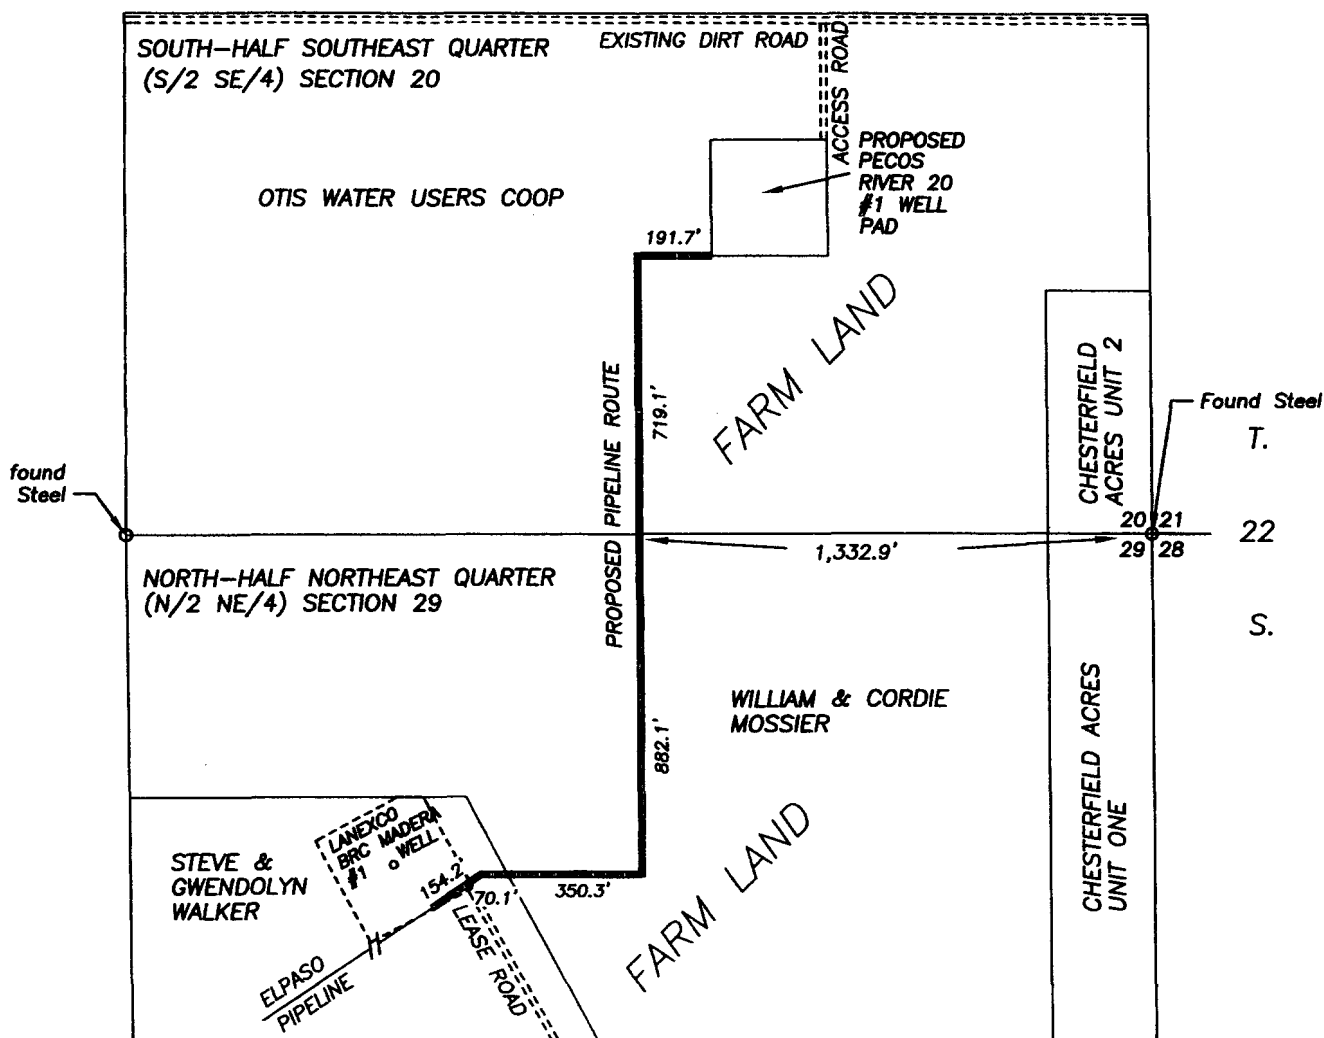 SOUTH-HALF SOUTHEAST QUARTER
(S/2 SE/4) SECTION 20
EXISTING DIRT ROAD
ACCESS ROAD
PROPOSED
PECOS
RIVER 20
#1 WELL
PAD
OTIS WATER USERS COOP
191.7'
FARM LAND
PROPOSED PIPELINE ROUTE
719.1'
CHESTERFIELD
ACRES UNIT 2
Found Steel
T.
found
Steel
20 21
29 28
22
1,332.9'
NORTH-HALF NORTHEAST QUARTER
(N/2 NE/4) SECTION 29
S.
WILLIAM & CORDIE
MOSSIER
882.1'
CHESTERFIELD ACRES
UNIT ONE
LANEXCO
BRC MADERA
#1 WELL
STEVE &
GWENDOLYN
WALKER
154.2'
70.1'
350.3'
FARM LAND
LEASE ROAD
ELPASO
PIPELINE